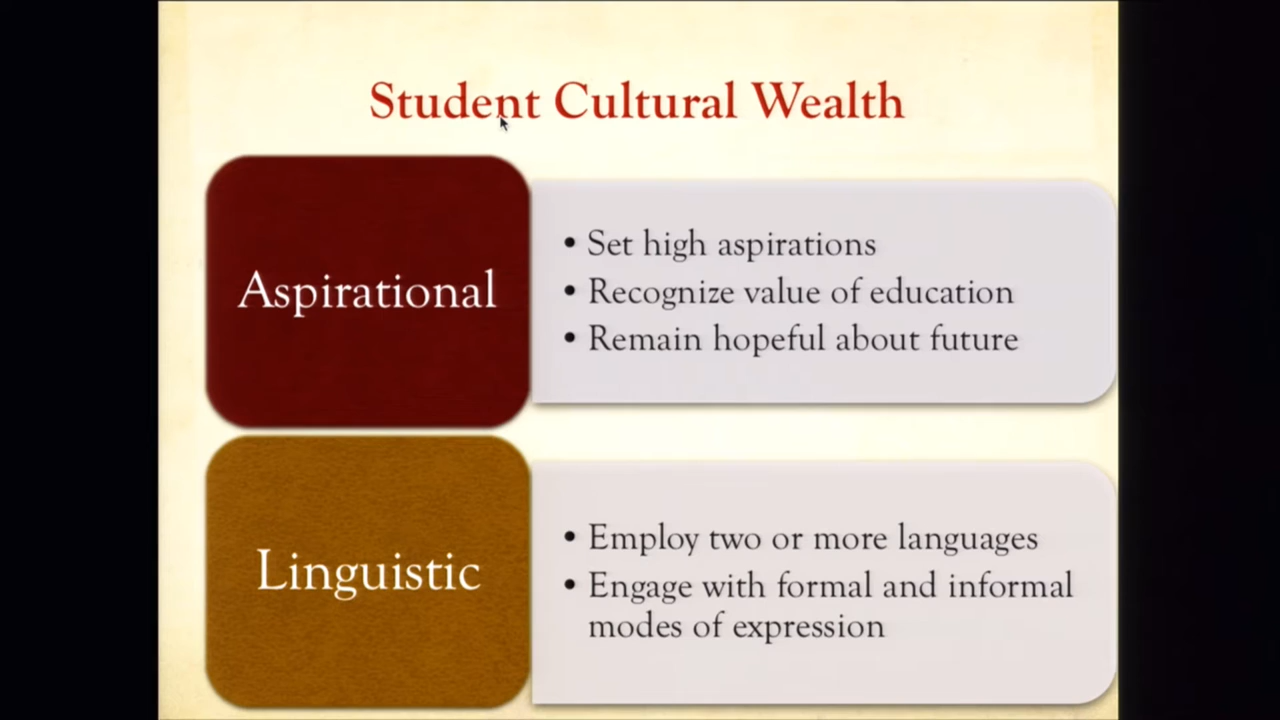 Student Cultural Wealth
Aspirational
• Set high aspirations
• Recognize value of education
• Remain hopeful about future
Linguistic
• Employ two or more languages
• Engage with formal and informal
modes of expression